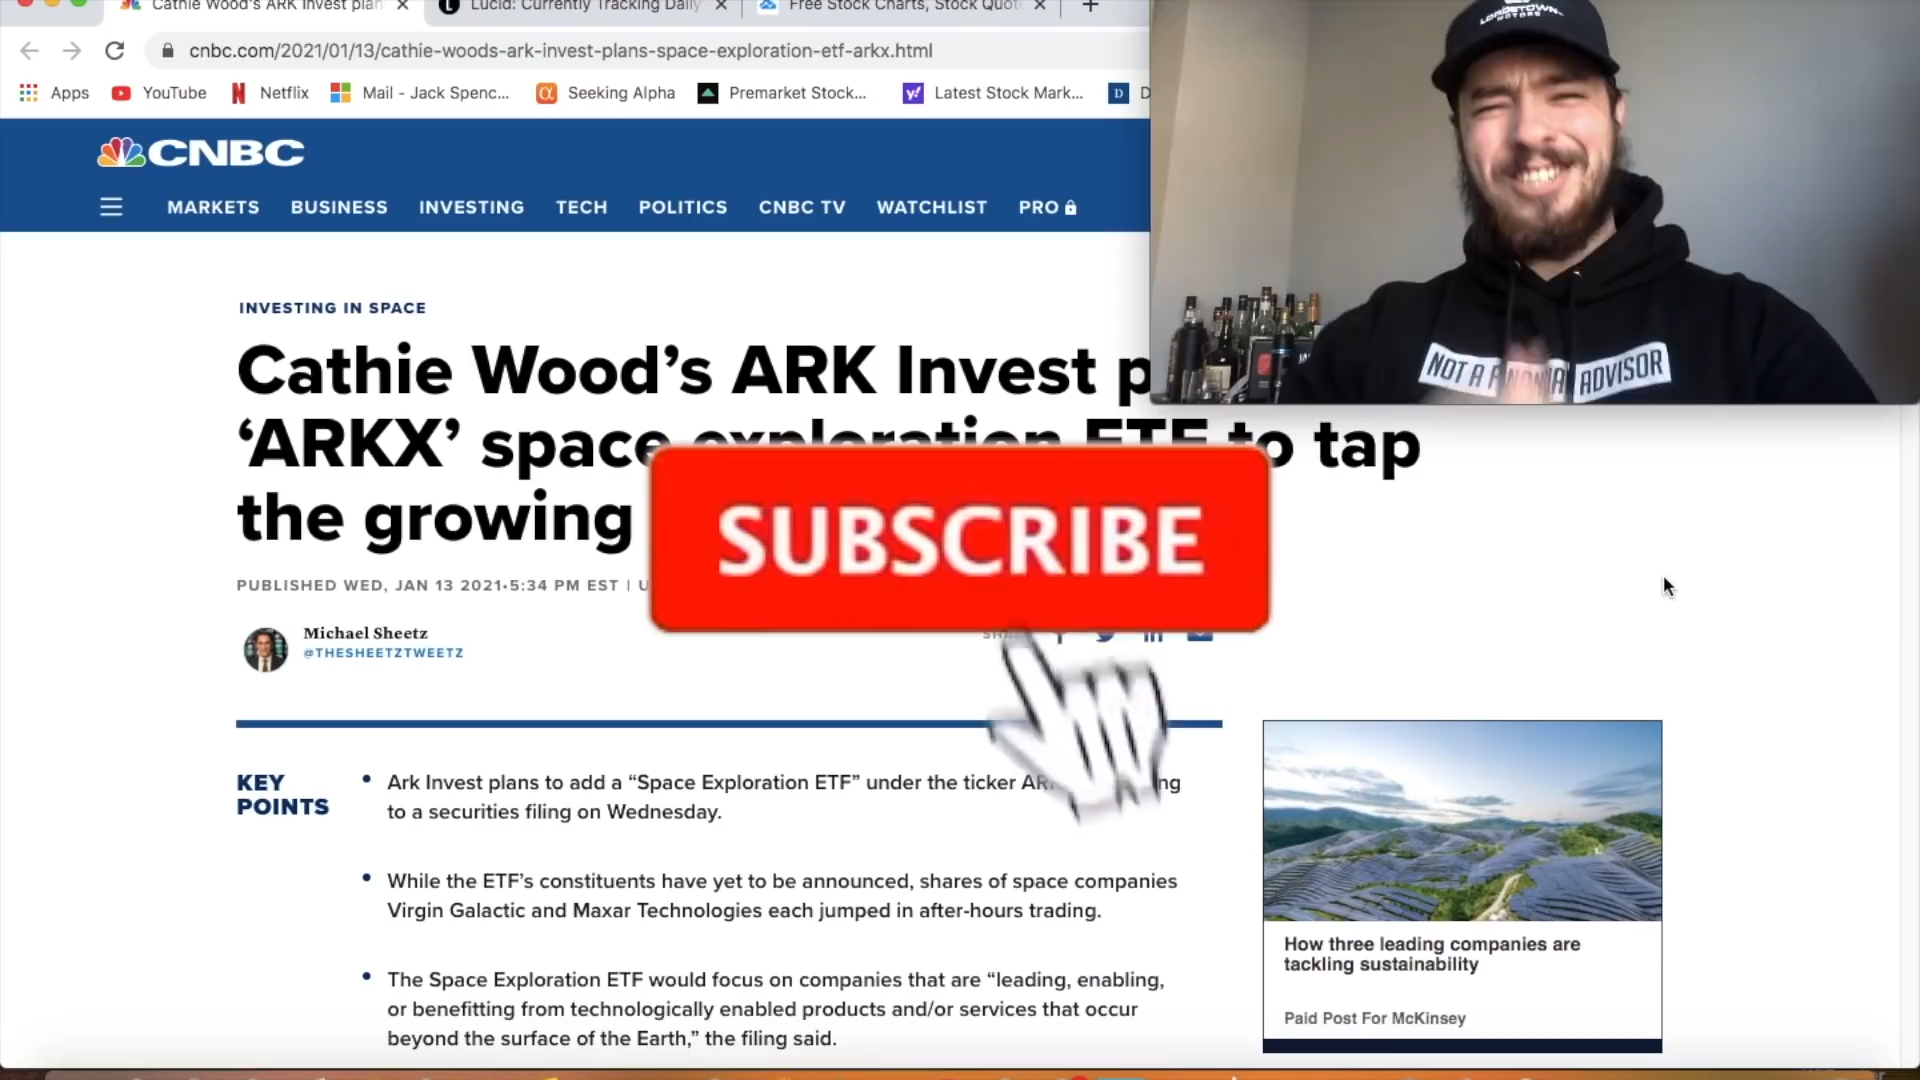 Cathie Wood's ARK Invest plan
Lucid: Currently Tracking Daily
Free Stock Charts, Stock Quot
cnbc.com/2021/01/13/cathie-woods-ark-invest-plans-space-exploration-etf-arkx.html
Apps YouTube Netflix Mail - Jack Spenc... Seeking Alpha Premarket Stock... Latest Stock Mark... D
LORDSTOWN
MOTORS
NOT A ADVISOR
CNBC
MARKETS BUSINESS INVESTING TECH POLITICS CNBC TV WATCHLIST PRO
INVESTING IN SPACE
Cathie Wood’s ARK Invest p
‘ARKX’ space exploration ETF to tap
the growing
SUBSCRIBE
PUBLISHED WED, JAN 13 2021•5:34 PM EST | U
Michael Sheetz
@THESHEETZTWEETZ
KEY
POINTS
• Ark Invest plans to add a “Space Exploration ETF” under the ticker AR ng
to a securities filing on Wednesday.
• While the ETF’s constituents have yet to be announced, shares of space companies
Virgin Galactic and Maxar Technologies each jumped in after-hours trading.
• The Space Exploration ETF would focus on companies that are “leading, enabling,
or benefitting from technologically enabled products and/or services that occur
beyond the surface of the Earth,” the filing said.
How three leading companies are
tackling sustainability
Paid Post For McKinsey